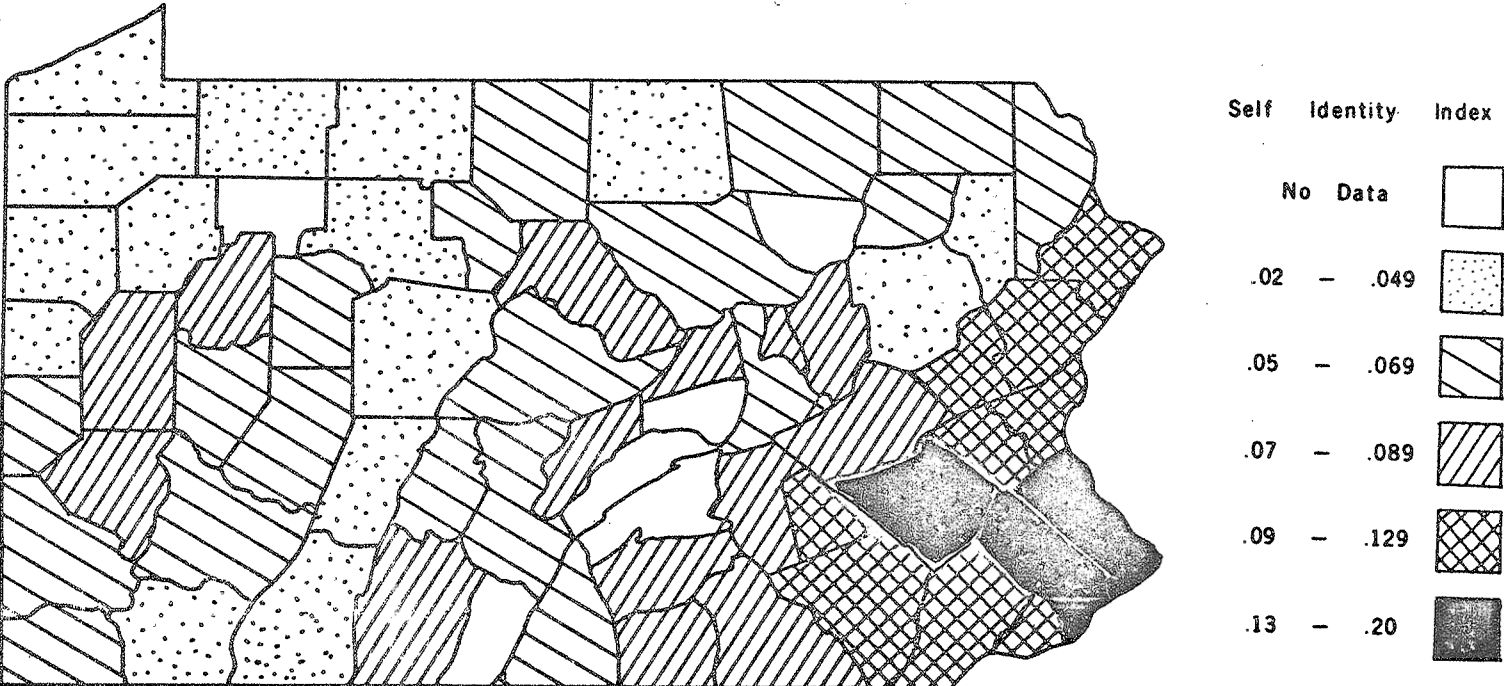 Self Identity Index
No Data
.02 – .049
.05 – .069
.07 – .089
.09 – .129
.13 – .20